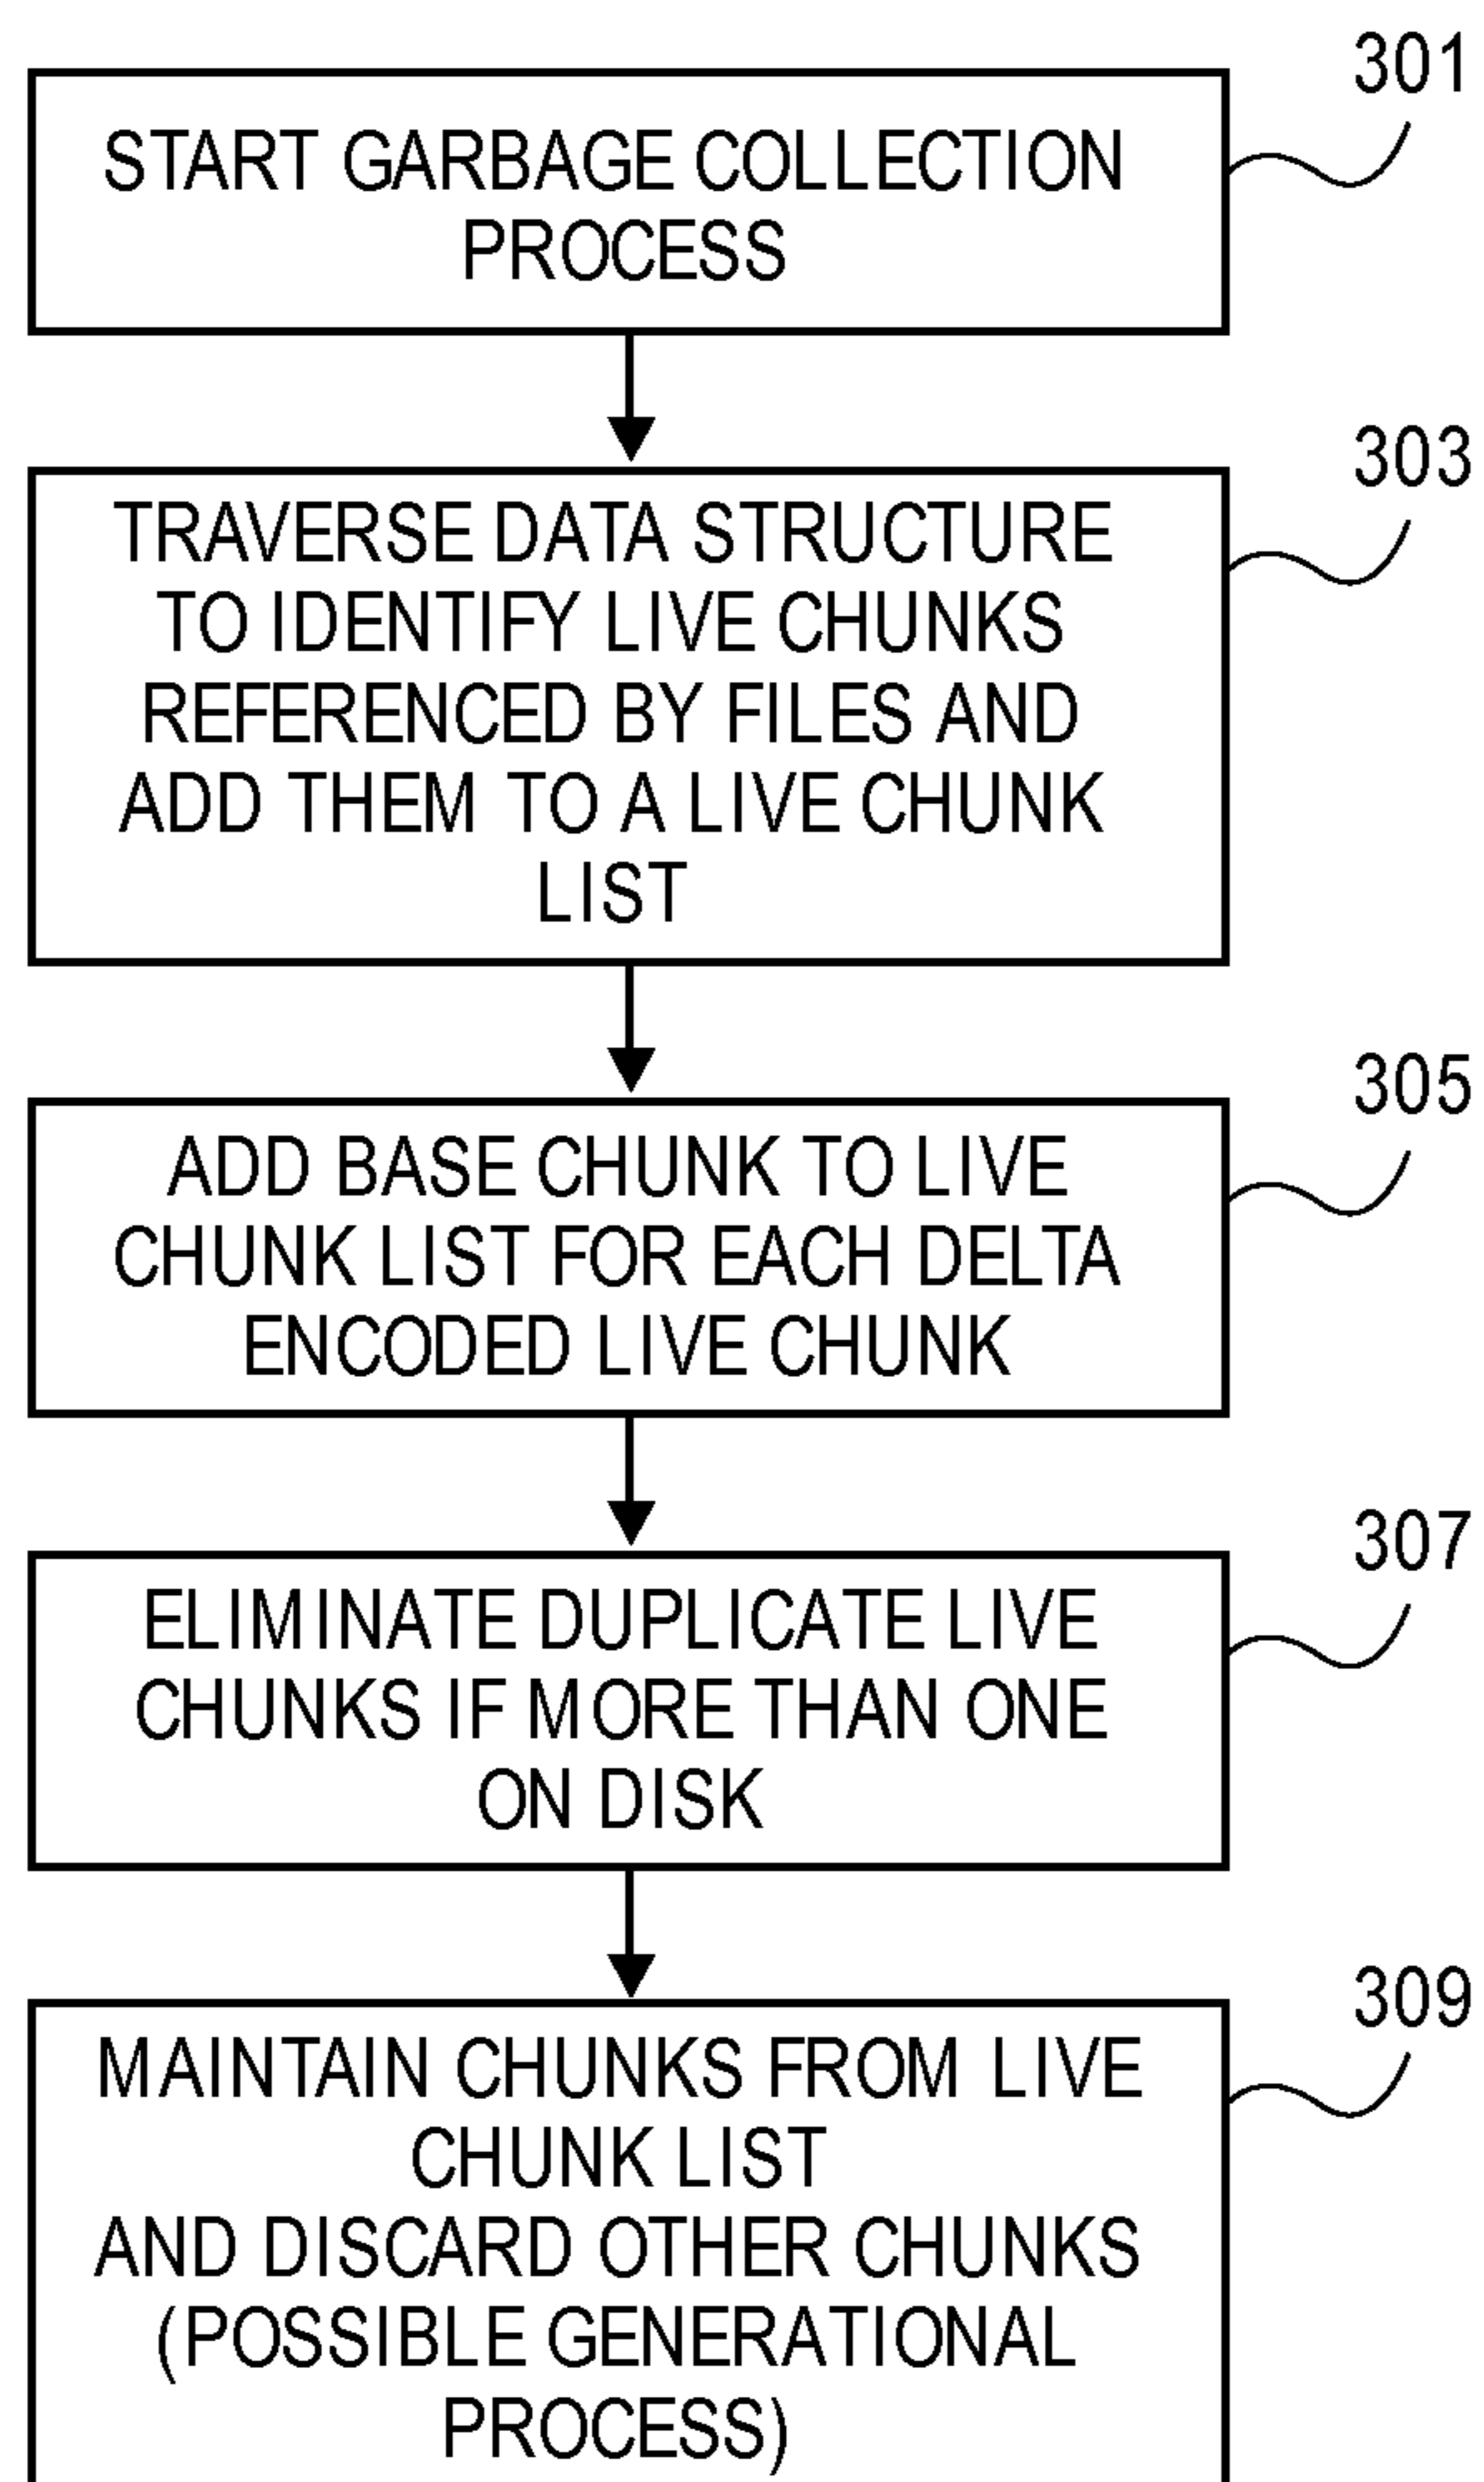 301
START GARBAGE COLLECTION
PROCESS
303
TRAVERSE DATA STRUCTURE
TO IDENTIFY LIVE CHUNKS
REFERENCED BY FILES AND
ADD THEM TO A LIVE CHUNK
LIST
305
ADD BASE CHUNK TO LIVE
CHUNK LIST FOR EACH DELTA
ENCODED LIVE CHUNK
307
ELIMINATE DUPLICATE LIVE
CHUNKS IF MORE THAN ONE
ON DISK
309
MAINTAIN CHUNKS FROM LIVE
CHUNK LIST
AND DISCARD OTHER CHUNKS
(POSSIBLE GENERATIONAL
PROCESS)